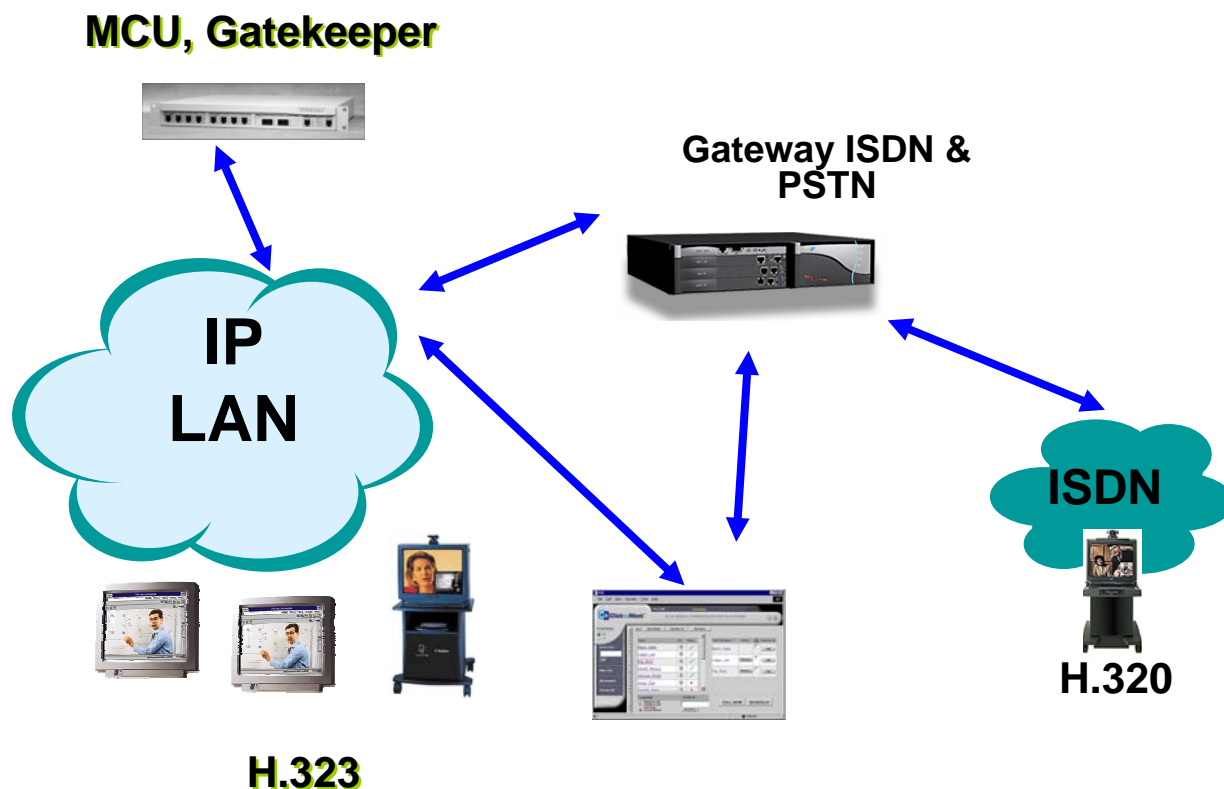 MCU, Gatekeeper
Gateway ISDN &
PSTN
IP
LAN
ISDN
H.320
H.323